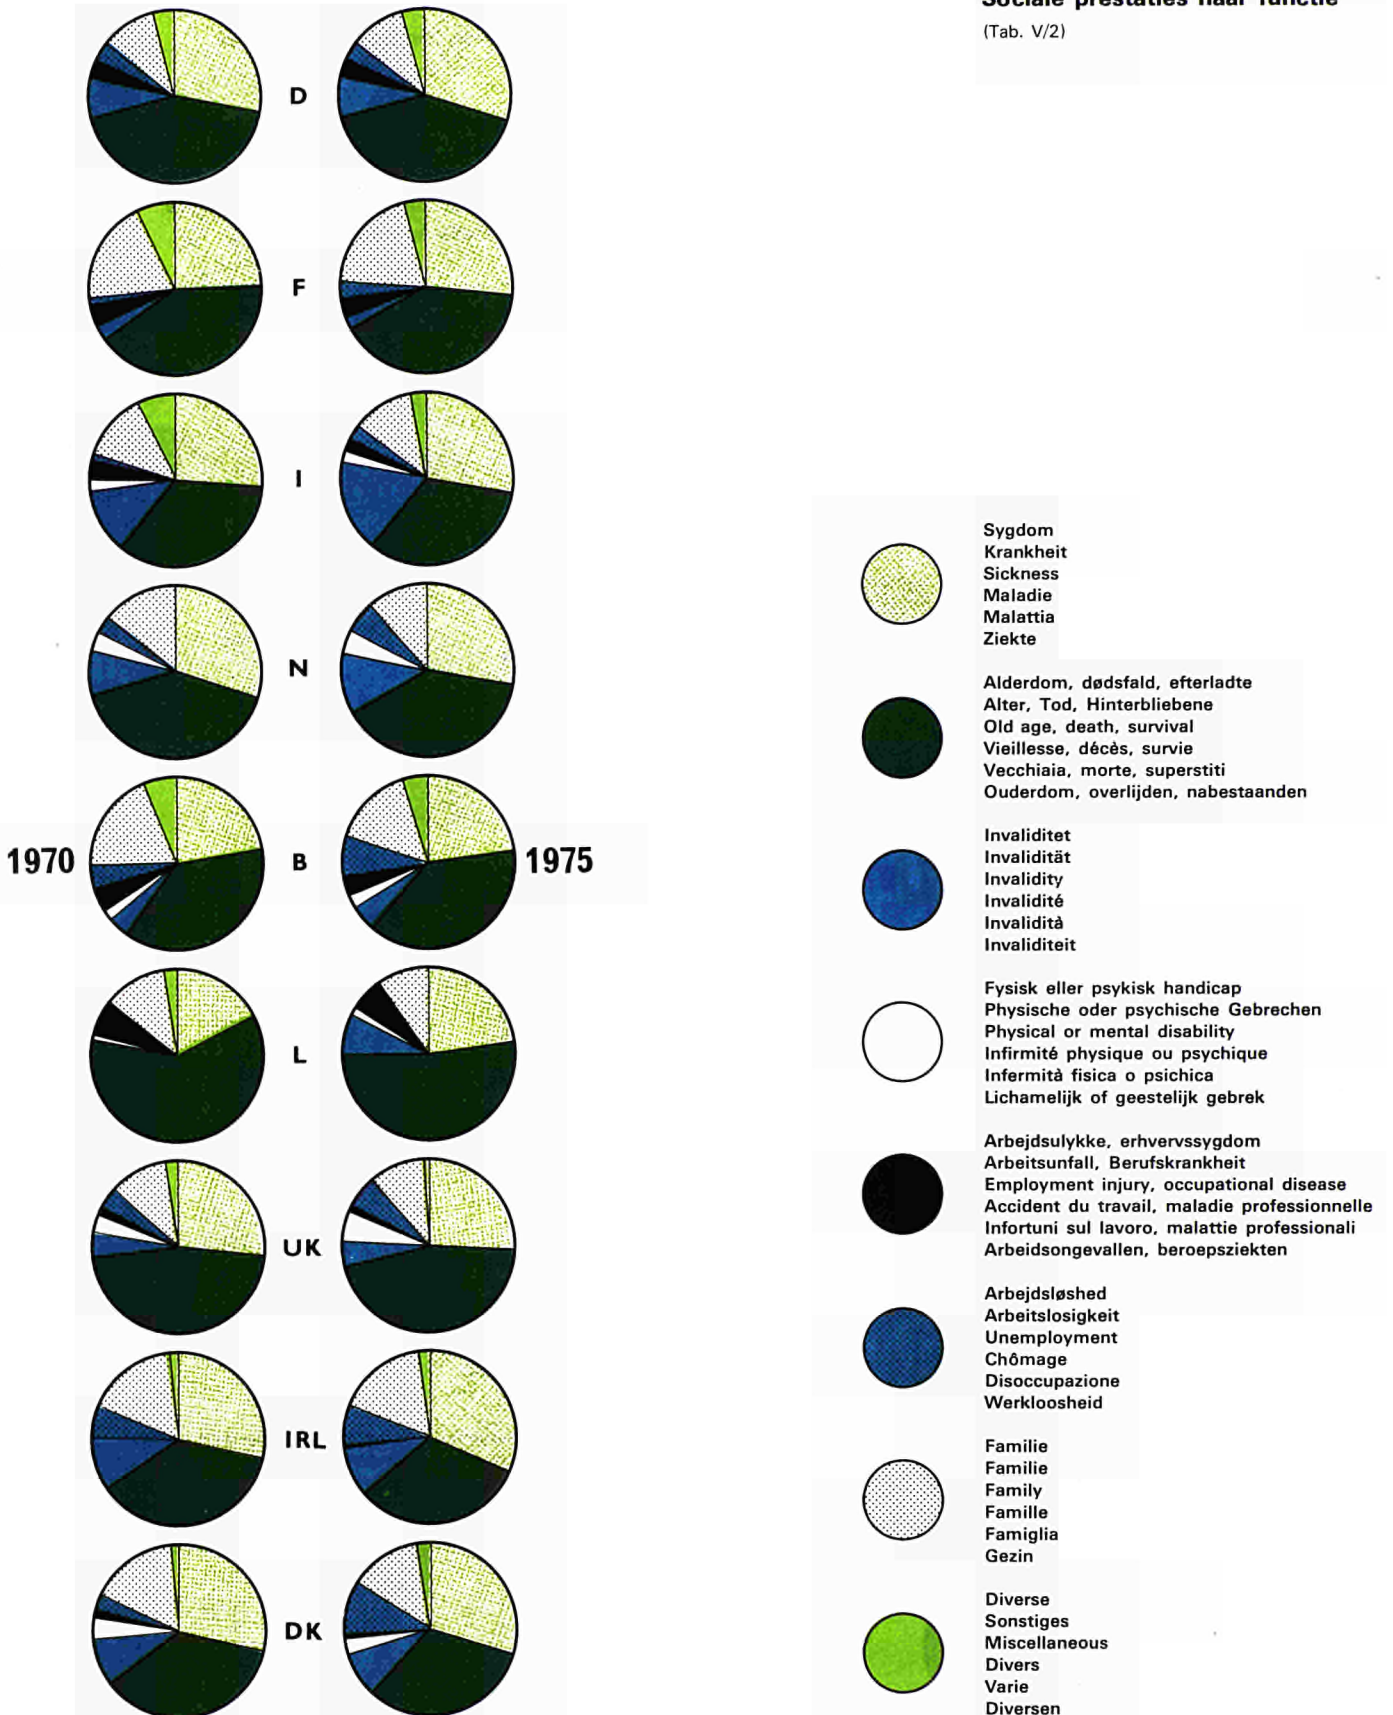 Sociale prestaties naar functie
(Tab. V/2)
D
F
I
N
1970
B
1975
L
UK
IRL
DK
Sygdom
Krankheit
Sickness
Maladie
Malattia
Ziekte
Alderdom, dødsfald, efterladte
Alter, Tod, Hinterbliebene
Old age, death, survival
Vieillesse, décès, survie
Vecchiaia, morte, superstiti
Ouderdom, overlijden, nabestaanden
Invaliditet
Invalidität
Invalidity
Invalidité
Invalidità
Invaliditeit
Fysisk eller psykisk handicap
Physische oder psychische Gebrechen
Physical or mental disability
Infirmité physique ou psychique
Infermità fisica o psichica
Lichamelijk of geestelijk gebrek
Arbejdsulykke, erhvervssygdom
Arbeitsunfall, Berufskrankheit
Employment injury, occupational disease
Accident du travail, maladie professionnelle
Infortuni sul lavoro, malattie professionali
Arbeidsongevallen, beroepsziekten
Arbejdsløshed
Arbeitslosigkeit
Unemployment
Chômage
Disoccupazione
Werkloosheid
Familie
Familie
Family
Famille
Famiglia
Gezin
Diverse
Sonstiges
Miscellaneous
Divers
Varie
Diversen